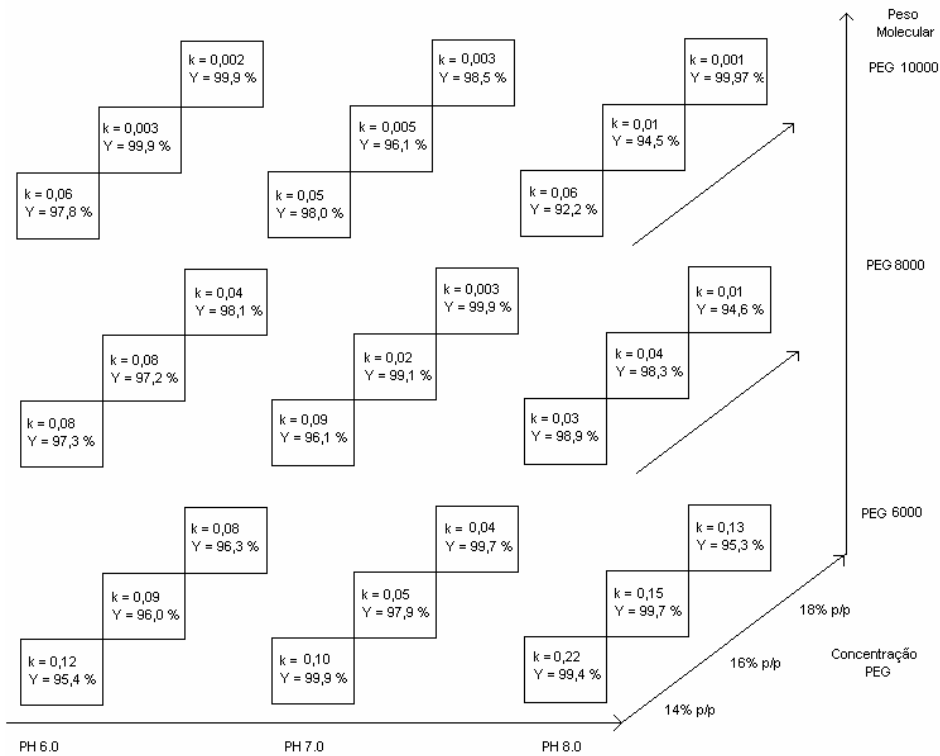 Peso
Molecular
PEG 10000
k = 0,002
Y = 99,9 %
k = 0,003
Y = 98,5 %
k = 0,001
Y = 99,97 %
k = 0,003
Y = 99,9 %
k = 0,005
Y = 96,1 %
k = 0,01
Y = 94,5 %
k = 0,06
Y = 97,8 %
k = 0,05
Y = 98,0 %
k = 0,06
Y = 92,2 %
PEG 8000
k = 0,04
Y = 98,1 %
k = 0,003
Y = 99,9 %
k = 0,01
Y = 94,6 %
k = 0,08
Y = 97,2 %
k = 0,02
Y = 99,1 %
k = 0,04
Y = 98,3 %
k = 0,08
Y = 97,3 %
k = 0,09
Y = 96,1 %
k = 0,03
Y = 98,9 %
PEG 6000
k = 0,08
Y = 96,3 %
k = 0,04
Y = 99,7 %
k = 0,13
Y = 95,3 %
k = 0,09
Y = 96,0 %
k = 0,05
Y = 97,9 %
k = 0,15
Y = 99,7 %
k = 0,12
Y = 95,4 %
k = 0,10
Y = 99,9 %
k = 0,22
Y = 99,4 %
18% p/p
16% p/p
14% p/p
Concentração
PEG
PH 6.0
PH 7.0
PH 8.0